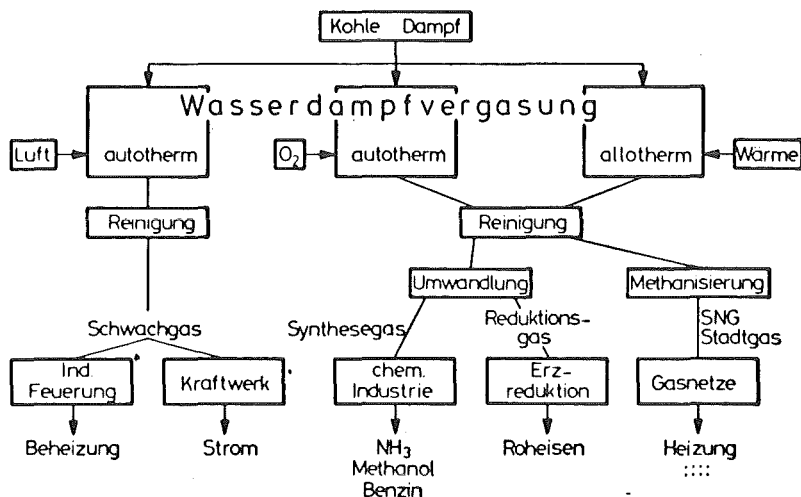 Kohle Dampf
Wasserdampfvergasung
Luft
autotherm
O2
autotherm
allotherm
Wärme
Reinigung
Reinigung
Umwandlung
Methanisierung
Schwachgas
Synthesegas
Reduktions-
gas
SNG
Stadtgas
Ind.
Feuerung
Kraftwerk
chem.
Industrie
Erz-
reduktion
Gasnetze
Beheizung
Strom
NH3
Methanol
Benzin
Roheisen
Heizung
::::